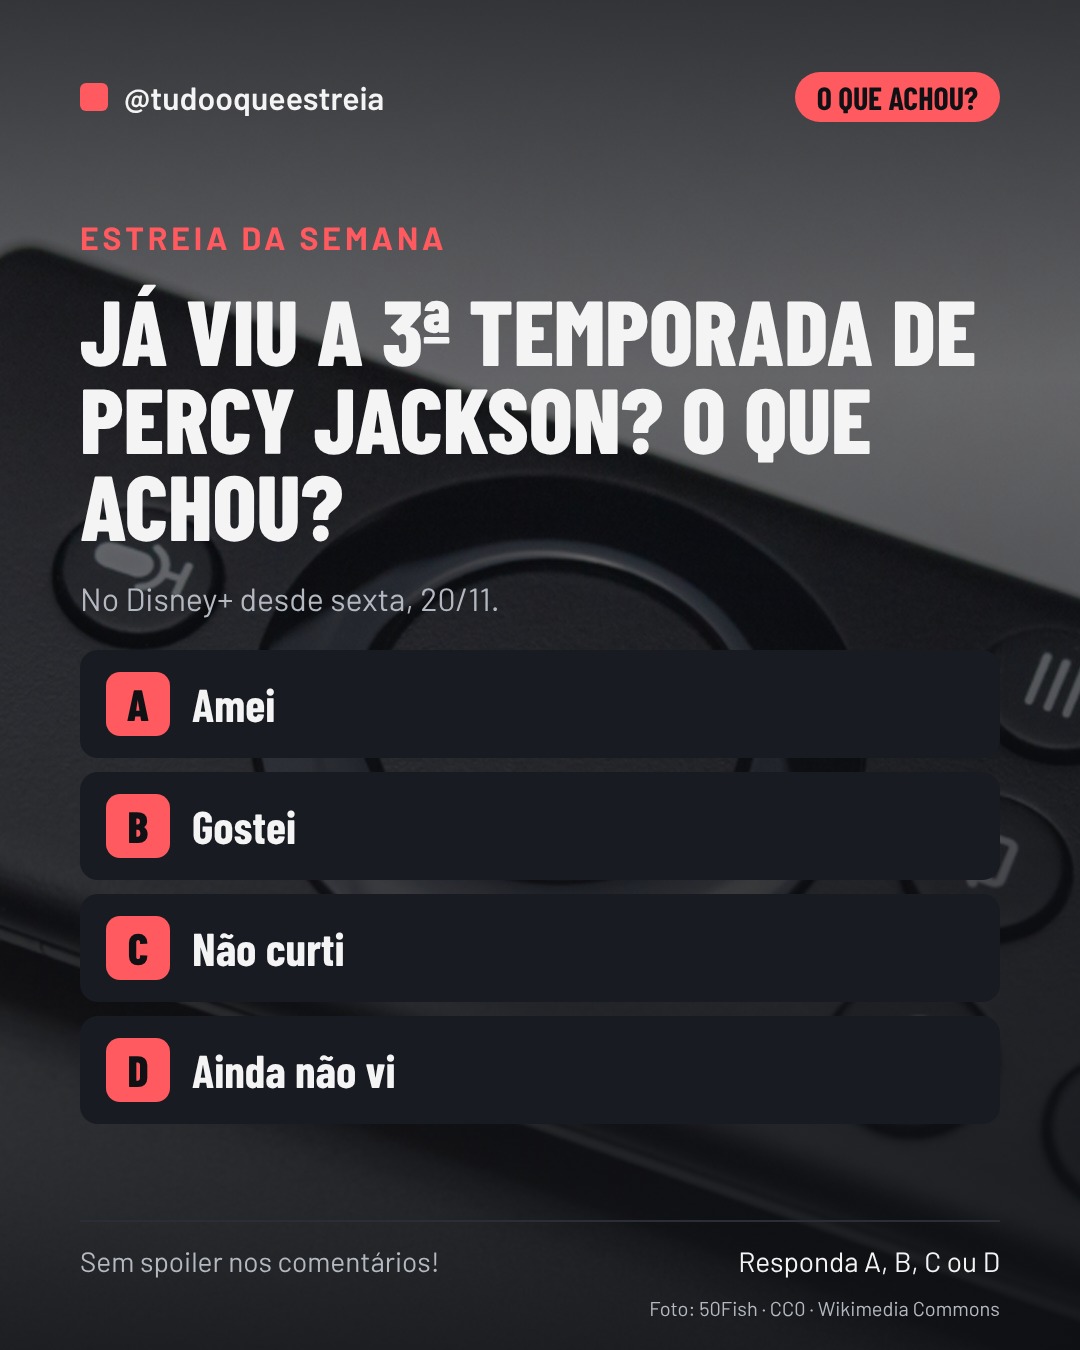 @tudooqueestreia
O QUE ACHOU?
ESTREIA DA SEMANA
JÁ VIU A 3ª TEMPORADA DE
PERCY JACKSON? O QUE
ACHOU?
No Disney+ desde sexta, 20/11.
A Amei
B Gostei
C Não curti
D Ainda não vi
Sem spoiler nos comentários!
Responda A, B, C ou D
Foto: 50Fish · CC0 · Wikimedia Commons